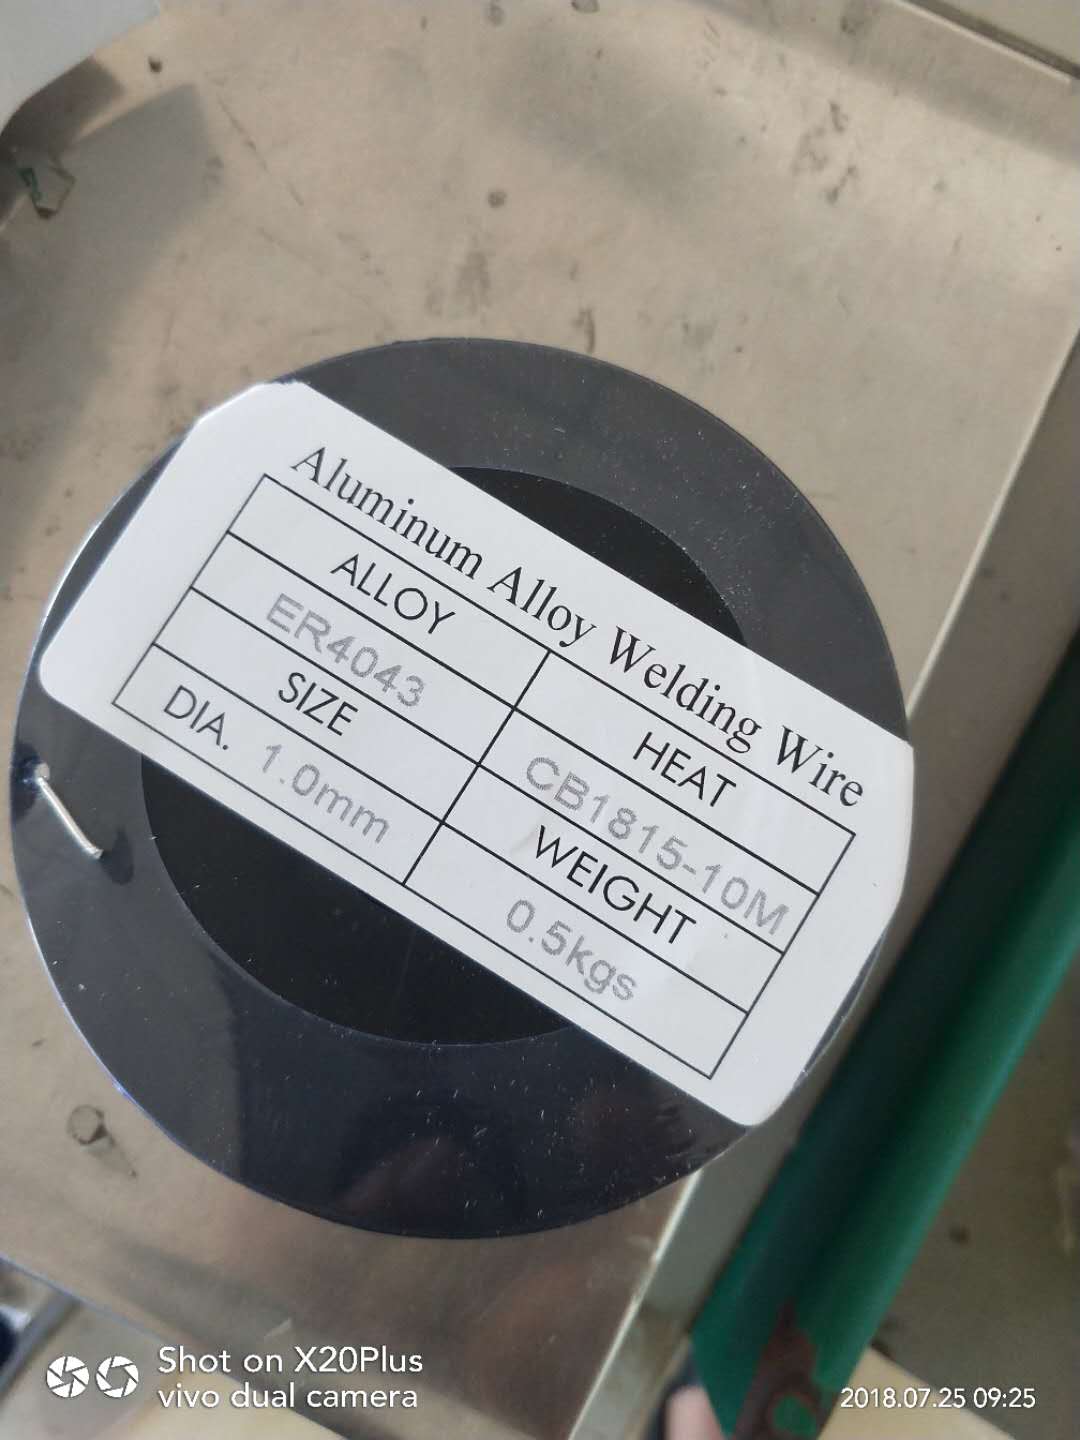 Aluminum Alloy Welding Wire
ALLOY HEAT
ER4043 CB1815-10M
SIZE WEIGHT
DIA. 1.0mm 0.5kgs
Shot on X20Plus
vivo dual camera
2018.07.25 09:25